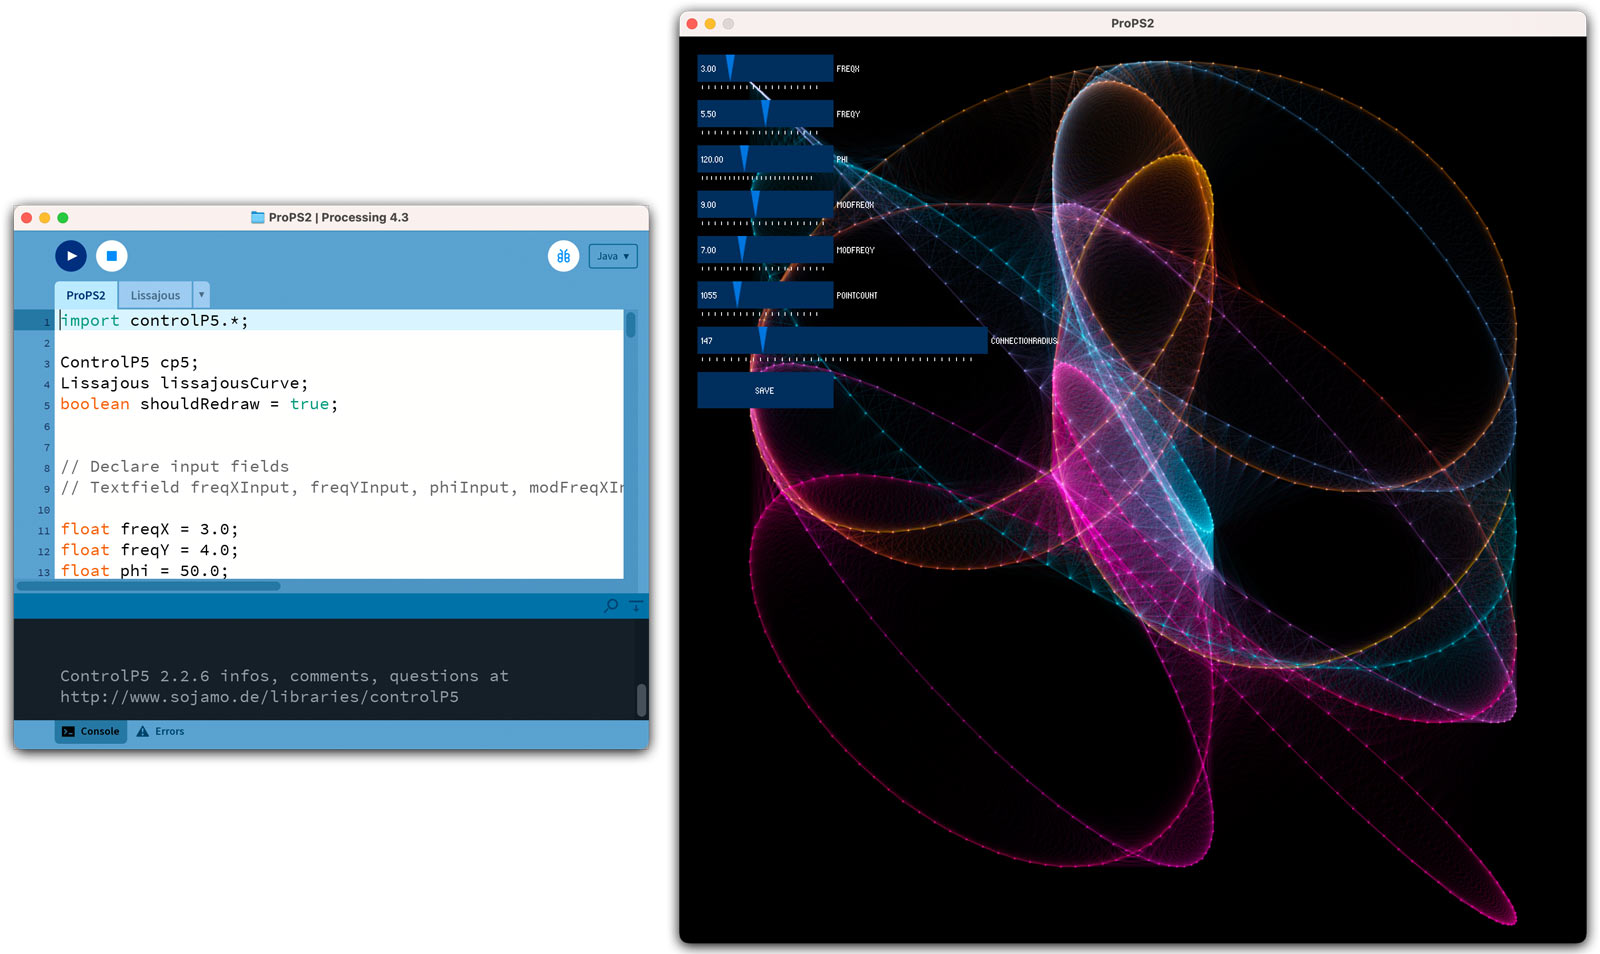 ProPS2 | Processing 4.3
Java ▾
ProPS2 Lissajous ▾
1 import controlP5.*;
2
3 ControlP5 cp5;
4 Lissajous lissajousCurve;
5 boolean shouldRedraw = true;
6
7
8 // Declare input fields
9 // Textfield freqXInput, freqYInput, phiInput, modFreqXIn
10
11 float freqX = 3.0;
12 float freqY = 4.0;
13 float phi = 50.0;
ControlP5 2.2.6 infos, comments, questions at
http://www.sojamo.de/libraries/controlP5
Console Errors
ProPS2
3.00 FREQX
5.50 FREQY
120.00 PHI
9.00 MODFREQX
7.00 MODFREQY
1055 POINTCOUNT
147 CONNECTIONRADIUS
SAVE